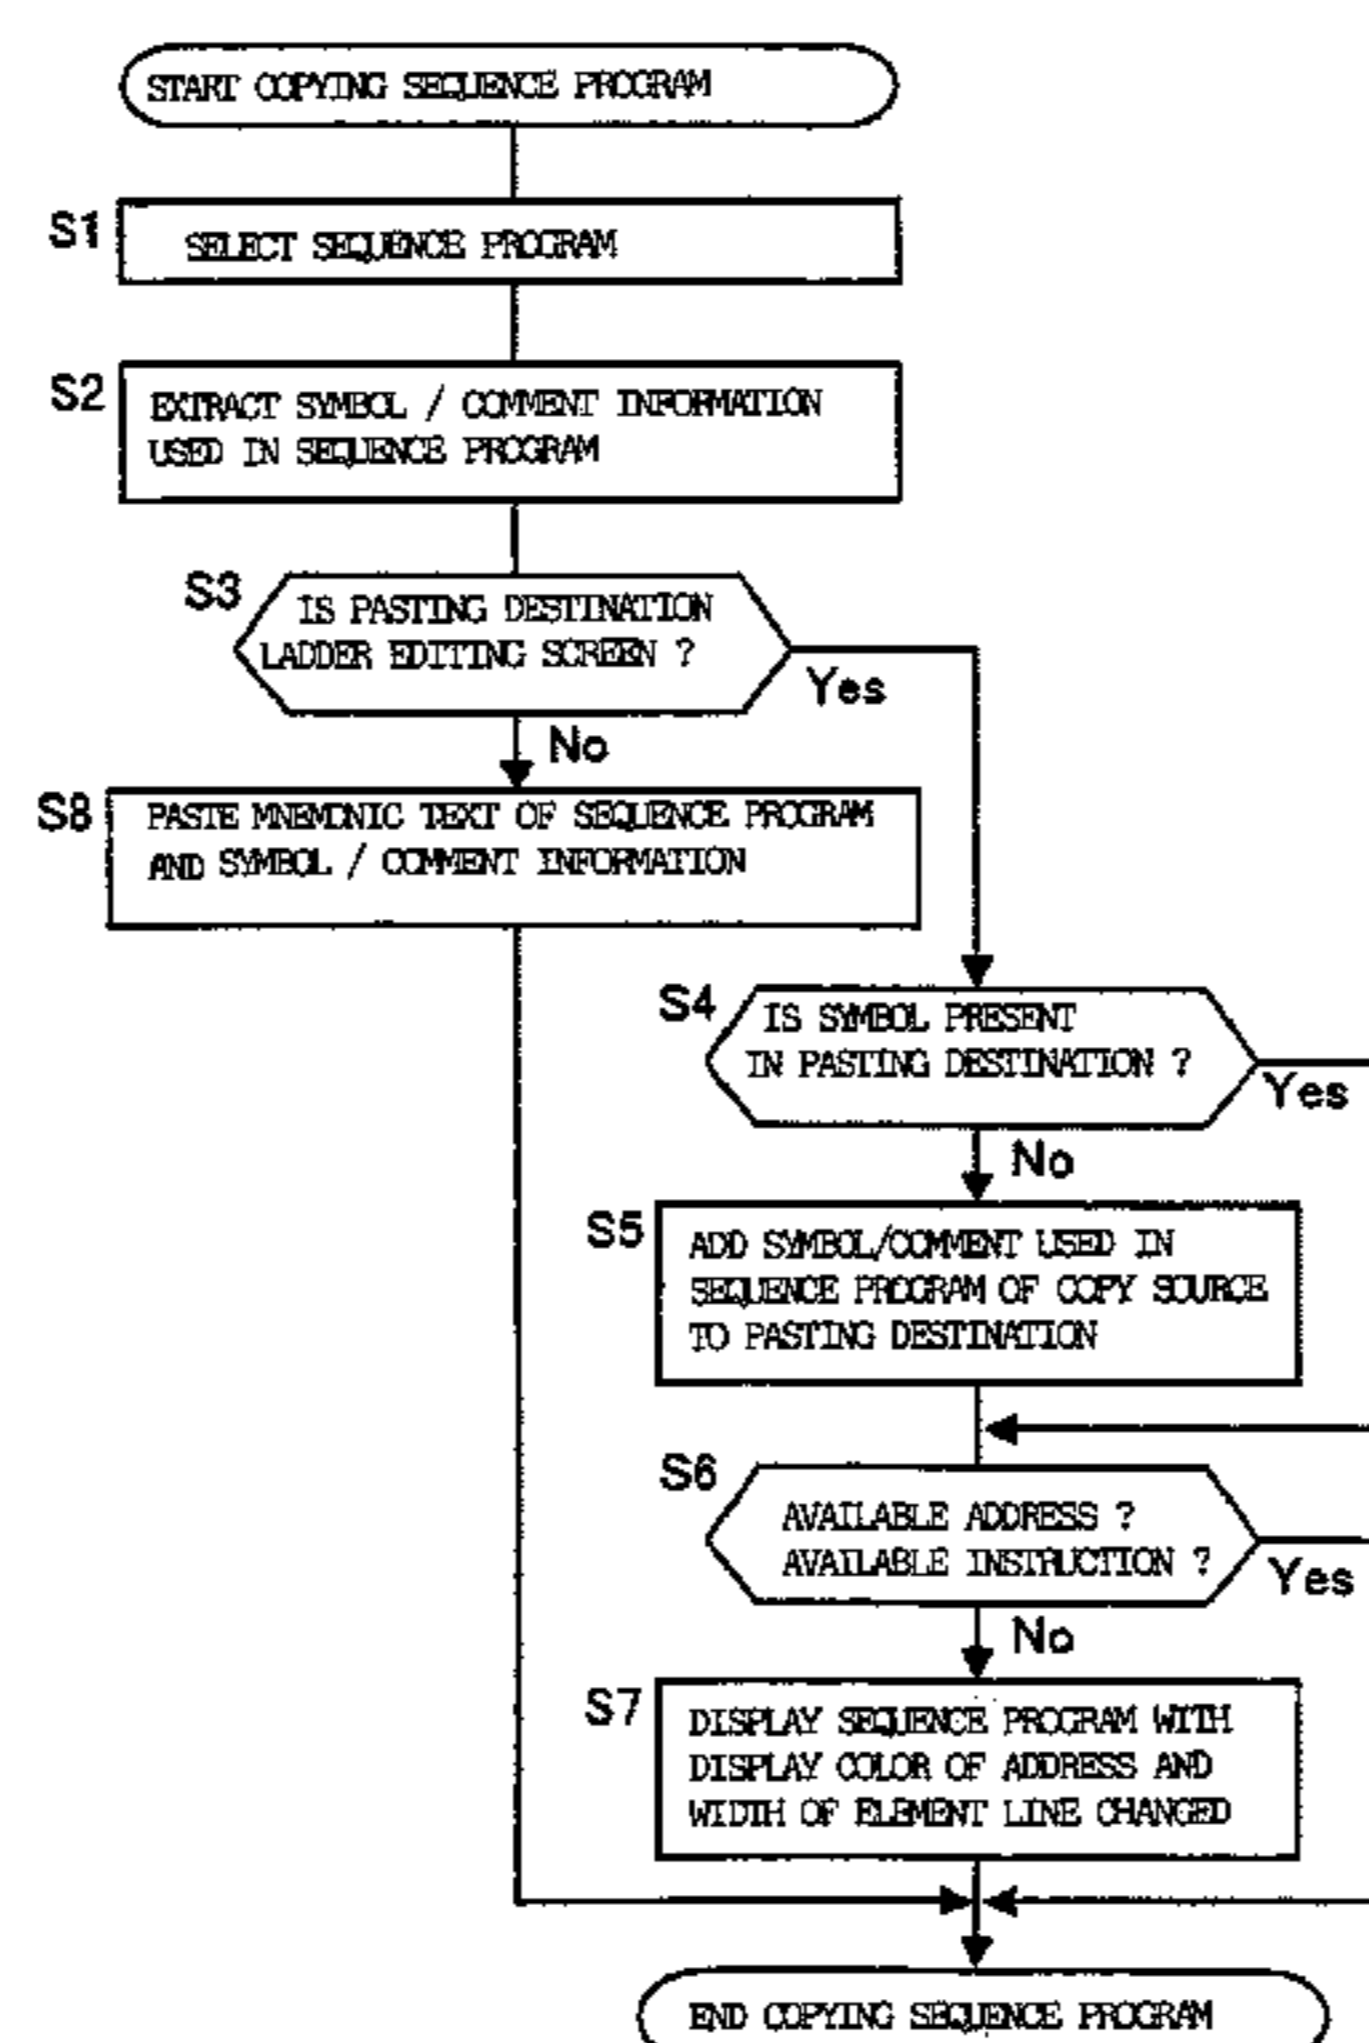 START COPYING SEQUENCE PROGRAM
S1
SELECT SEQUENCE PROGRAM
S2
EXTRACT SYMBOL / COMMENT INFORMATION
USED IN SEQUENCE PROGRAM
S3
IS PASTING DESTINATION
LADDER EDITING SCREEN ?
Yes
No
S8
PASTE MNEMONIC TEXT OF SEQUENCE PROGRAM
AND SYMBOL / COMMENT INFORMATION
S4
IS SYMBOL PRESENT
IN PASTING DESTINATION ?
Yes
No
S5
ADD SYMBOL/COMMENT USED IN
SEQUENCE PROGRAM OF COPY SOURCE
TO PASTING DESTINATION
S6
AVAILABLE ADDRESS ?
AVAILABLE INSTRUCTION ?
Yes
No
S7
DISPLAY SEQUENCE PROGRAM WITH
DISPLAY COLOR OF ADDRESS AND
WIDTH OF ELEMENT LINE CHANGED
END COPYING SEQUENCE PROGRAM